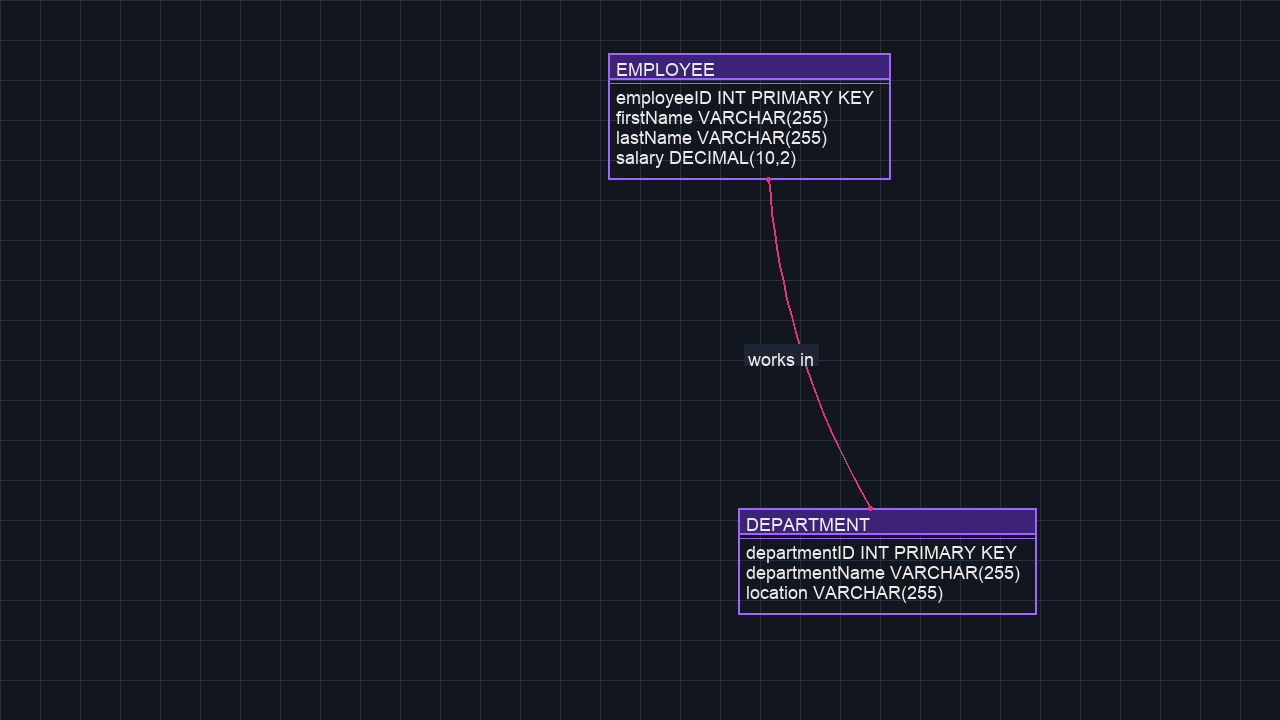 EMPLOYEE
employeeID INT PRIMARY KEY
firstName VARCHAR(255)
lastName VARCHAR(255)
salary DECIMAL(10,2)
works in
DEPARTMENT
departmentID INT PRIMARY KEY
departmentName VARCHAR(255)
location VARCHAR(255)